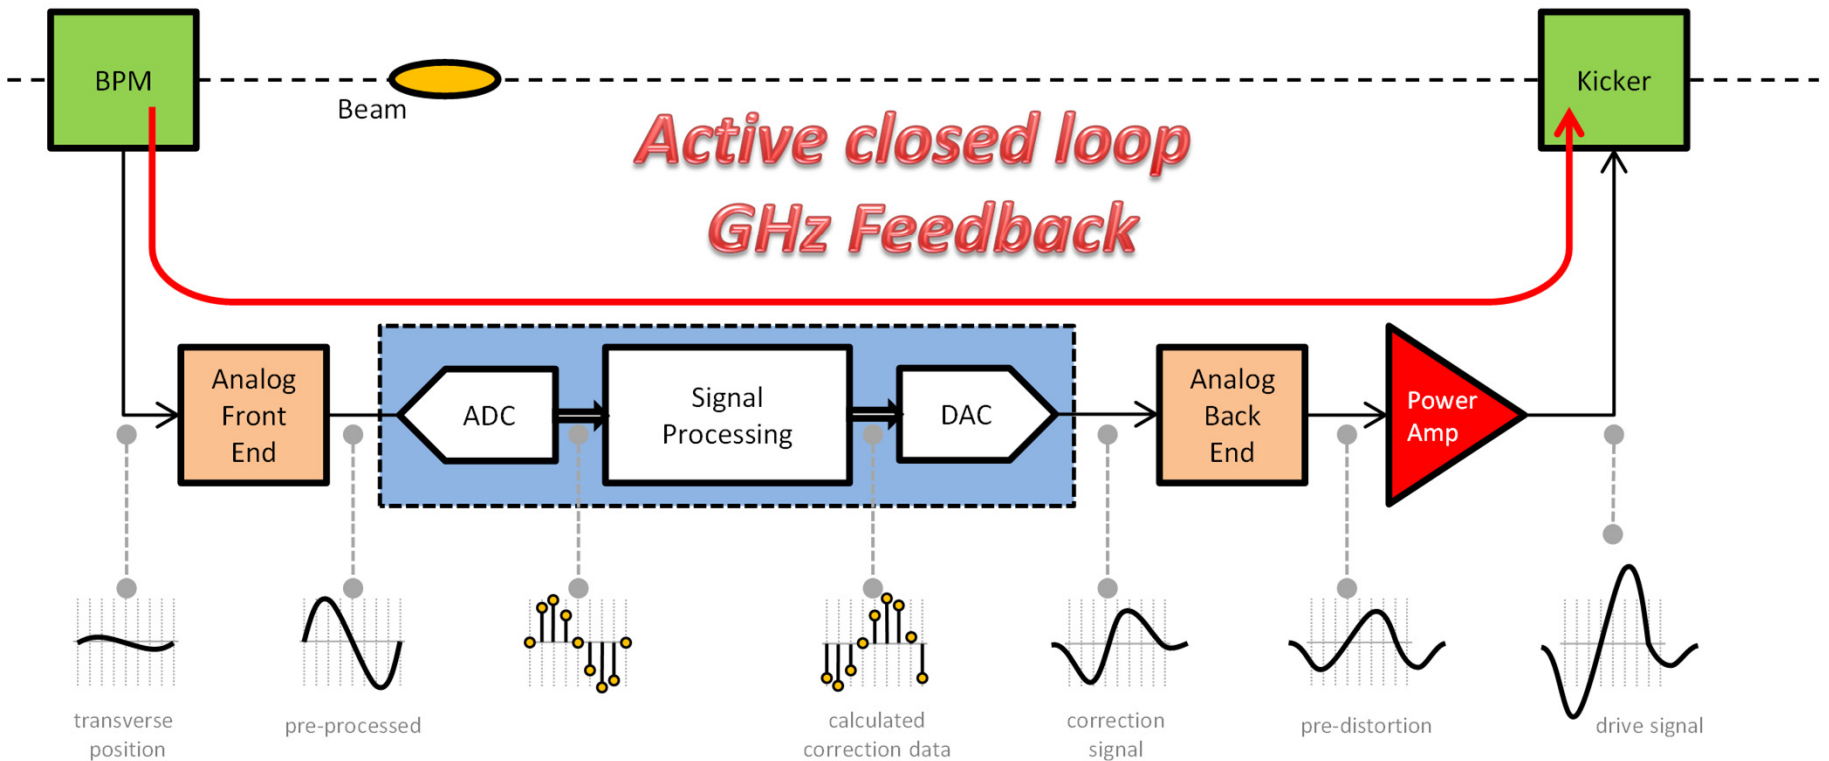 BPM
Beam
Kicker
Active closed loop
GHz Feedback
Analog
Front
End
ADC
Signal
Processing
DAC
Analog
Back
End
Power
Amp
transverse
position
pre-processed
calculated
correction data
correction
signal
pre-distortion
drive signal